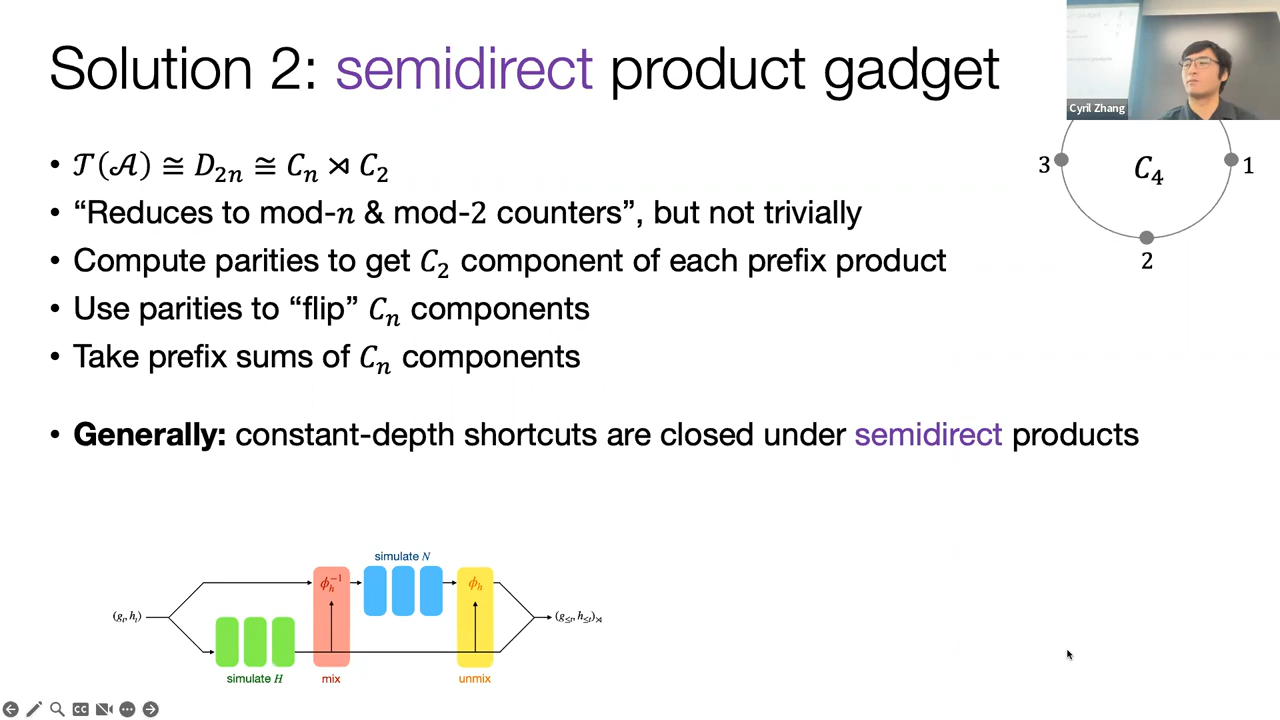 Solution 2: semidirect product gadget
Cyril Zhang
• 𝒯(𝒜) ≅ D₂ₙ ≅ Cₙ ⋊ C₂
• “Reduces to mod-n & mod-2 counters”, but not trivially
• Compute parities to get C₂ component of each prefix product
• Use parities to “flip” Cₙ components
• Take prefix sums of Cₙ components
• Generally: constant-depth shortcuts are closed under semidirect products
3
C₄
1
2
simulate N
ϕₕ⁻¹
ϕₕ
(gₜ, hₜ)
(g≤ₜ, h≤ₜ)⋊
simulate H
mix
unmix
CC